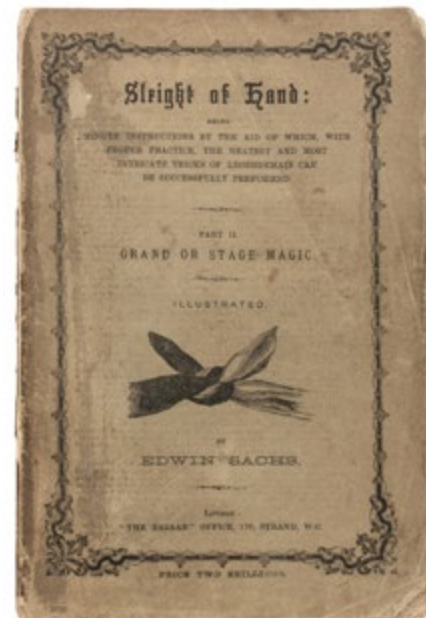 Sleight of Hand:
BEING
MINUTE INSTRUCTIONS BY THE AID OF WHICH, WITH
PROPER PRACTICE, THE NEATEST AND MOST
INTRICATE TRICKS OF LEGERDEMAIN CAN
BE SUCCESSFULLY PERFORMED
PART II.
GRAND OR STAGE MAGIC.
ILLUSTRATED.
BY
EDWIN SACHS.
London:
"THE BAZAAR" OFFICE, 170, STRAND, W.C.
PRICE TWO SHILLINGS.